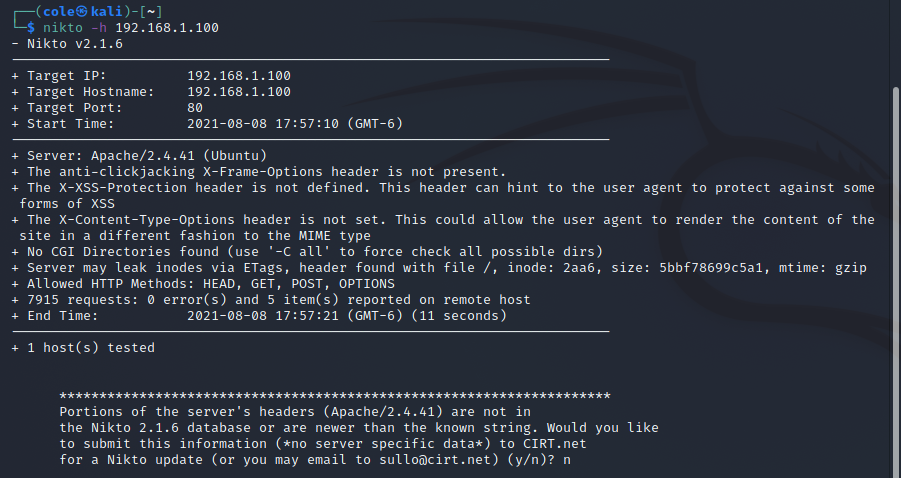 ┌──(cole㉿kali)-[~]
└─$ nikto -h 192.168.1.100
- Nikto v2.1.6
---------------------------------------------------------------------------
+ Target IP:          192.168.1.100
+ Target Hostname:    192.168.1.100
+ Target Port:        80
+ Start Time:         2021-08-08 17:57:10 (GMT-6)
---------------------------------------------------------------------------
+ Server: Apache/2.4.41 (Ubuntu)
+ The anti-clickjacking X-Frame-Options header is not present.
+ The X-XSS-Protection header is not defined. This header can hint to the user agent to protect against some
forms of XSS
+ The X-Content-Type-Options header is not set. This could allow the user agent to render the content of the
site in a different fashion to the MIME type
+ No CGI Directories found (use '-C all' to force check all possible dirs)
+ Server may leak inodes via ETags, header found with file /, inode: 2aa6, size: 5bbf78699c5a1, mtime: gzip
+ Allowed HTTP Methods: HEAD, GET, POST, OPTIONS
+ 7915 requests: 0 error(s) and 5 item(s) reported on remote host
+ End Time:           2021-08-08 17:57:21 (GMT-6) (11 seconds)
---------------------------------------------------------------------------
+ 1 host(s) tested
*********************************************************************
Portions of the server's headers (Apache/2.4.41) are not in
the Nikto 2.1.6 database or are newer than the known string. Would you like
to submit this information (*no server specific data*) to CIRT.net
for a Nikto update (or you may email to sullo@cirt.net) (y/n)? n